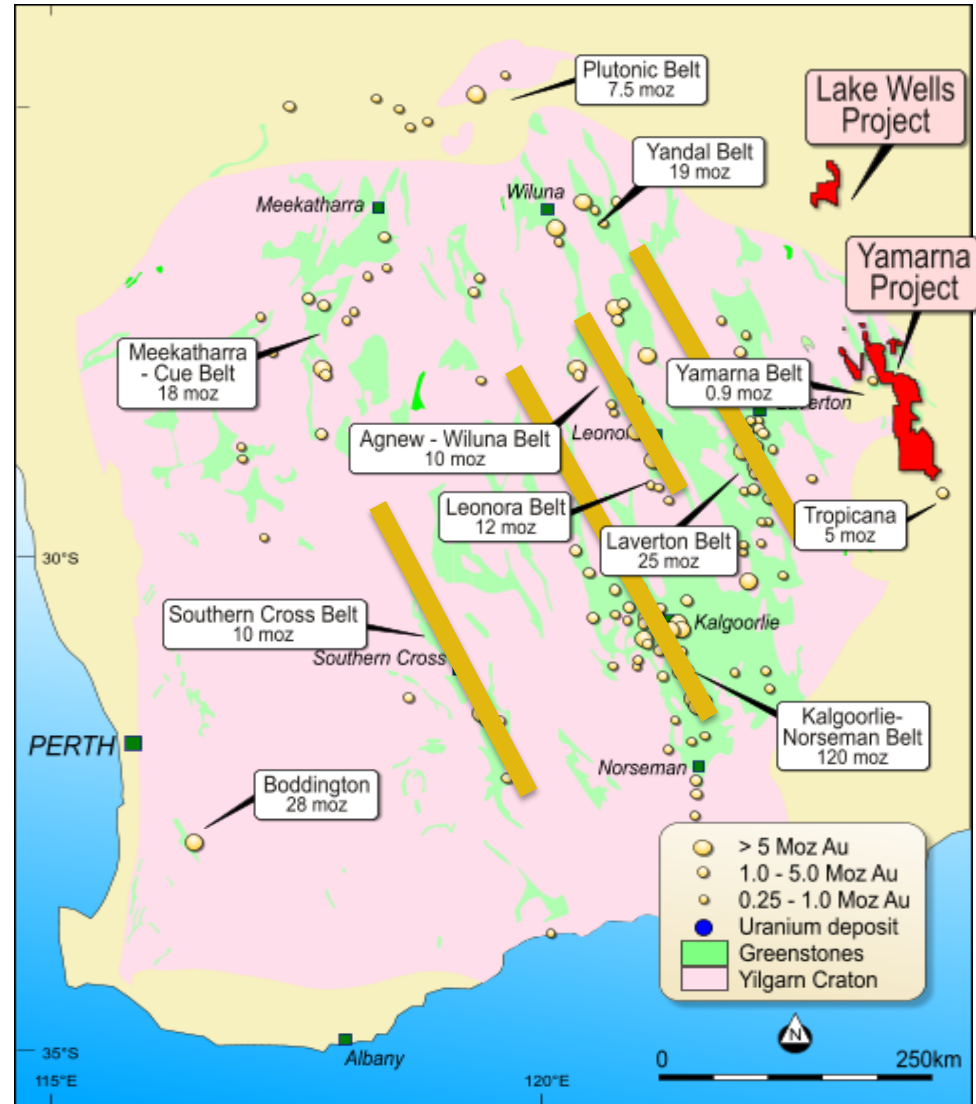 Plutonic Belt
7.5 moz
Lake Wells
Project
Yandal Belt
19 moz
Meekatharra
Wiluna
Yamarna
Project
Meekatharra
- Cue Belt
18 moz
Yamarna Belt
0.9 moz
Agnew - Wiluna Belt
10 moz
Leonora Belt
12 moz
Laverton Belt
25 moz
Tropicana
5 moz
30°S
Southern Cross Belt
10 moz
Southern Cross
Kalgoorlie
Kalgoorlie-
Norseman Belt
120 moz
PERTH
Norseman
Boddington
28 moz
> 5 Moz Au
1.0 - 5.0 Moz Au
0.25 - 1.0 Moz Au
Uranium deposit
Greenstones
Yilgarn Craton
N
0
250km
35°S
Albany
115°E
120°E